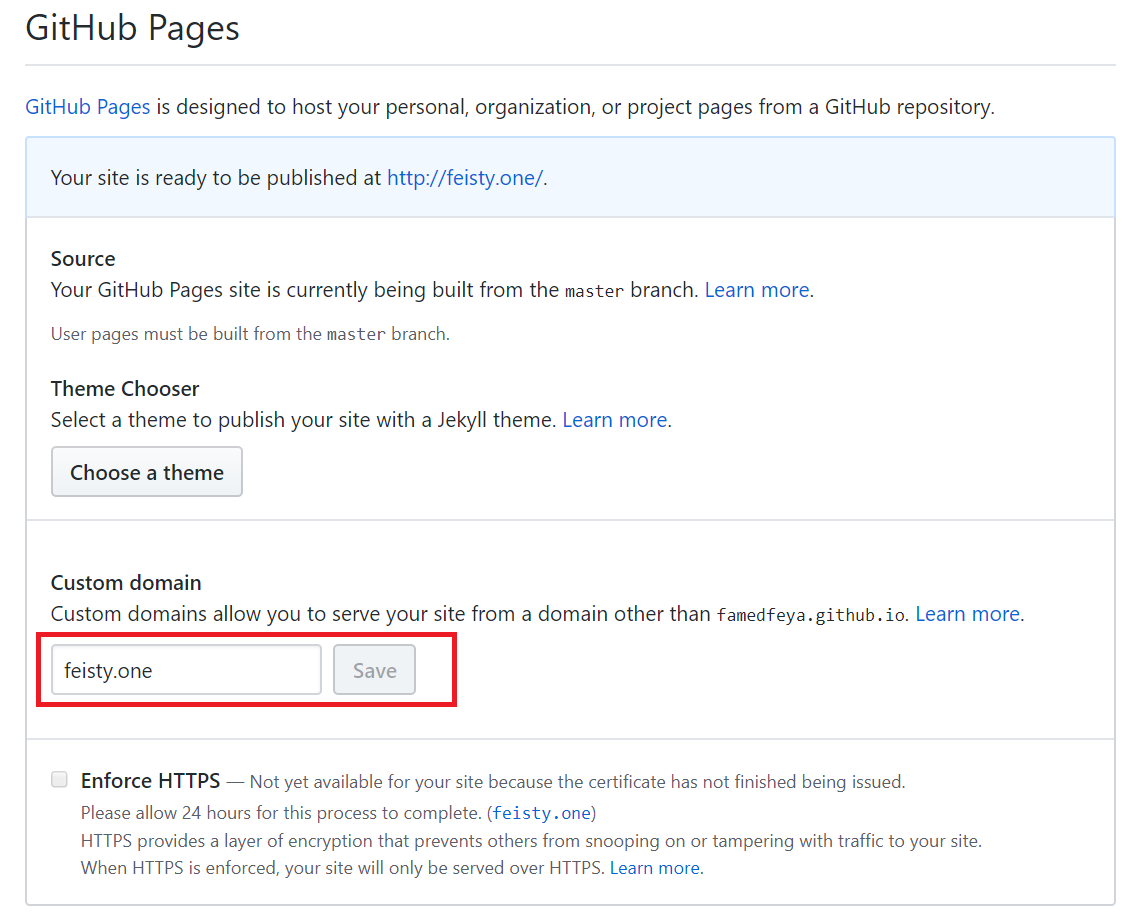 GitHub Pages
GitHub Pages is designed to host your personal, organization, or project pages from a GitHub repository.
Your site is ready to be published at http://feisty.one/.
Source
Your GitHub Pages site is currently being built from the master branch. Learn more.
User pages must be built from the master branch.
Theme Chooser
Select a theme to publish your site with a Jekyll theme. Learn more.
Choose a theme
Custom domain
Custom domains allow you to serve your site from a domain other than famedfeya.github.io. Learn more.
feisty.one Save
Enforce HTTPS — Not yet available for your site because the certificate has not finished being issued.
Please allow 24 hours for this process to complete. (feisty.one)
HTTPS provides a layer of encryption that prevents others from snooping on or tampering with traffic to your site.
When HTTPS is enforced, your site will only be served over HTTPS. Learn more.